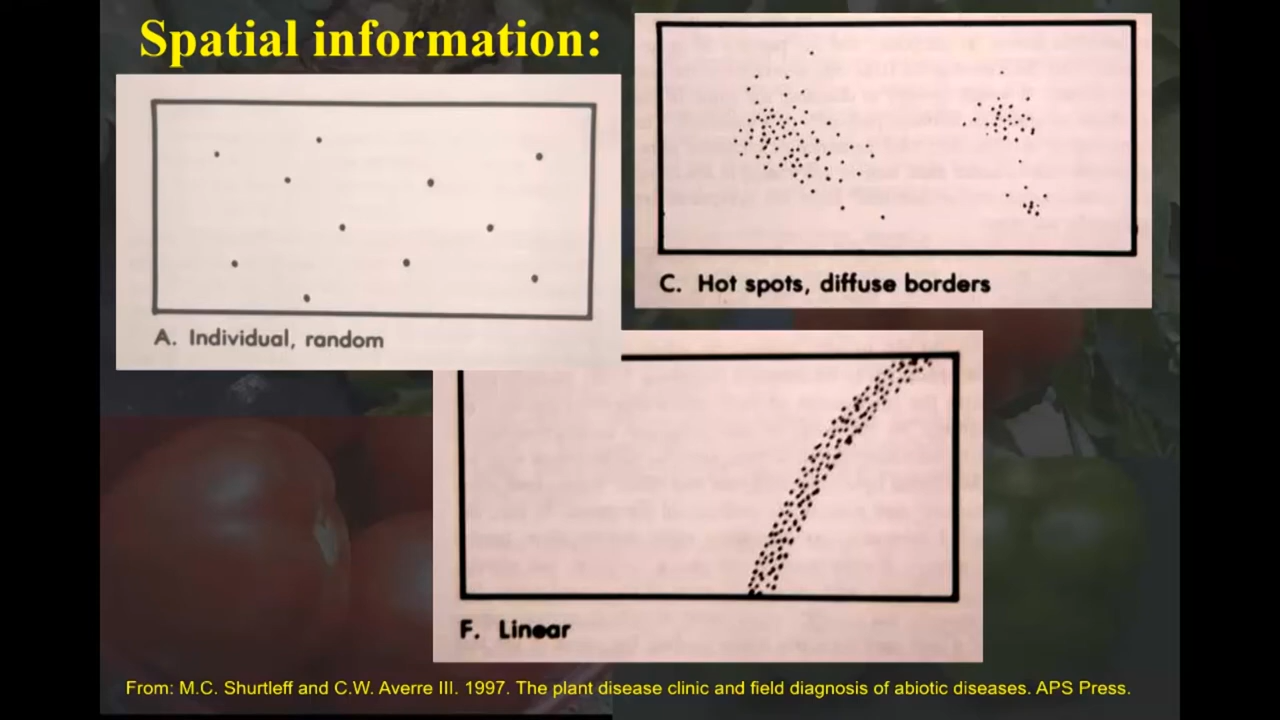 Spatial information:
A. Individual, random
C. Hot spots, diffuse borders
F. Linear
From: M.C. Shurtleff and C.W. Averre III. 1997. The plant disease clinic and field diagnosis of abiotic diseases. APS Press.